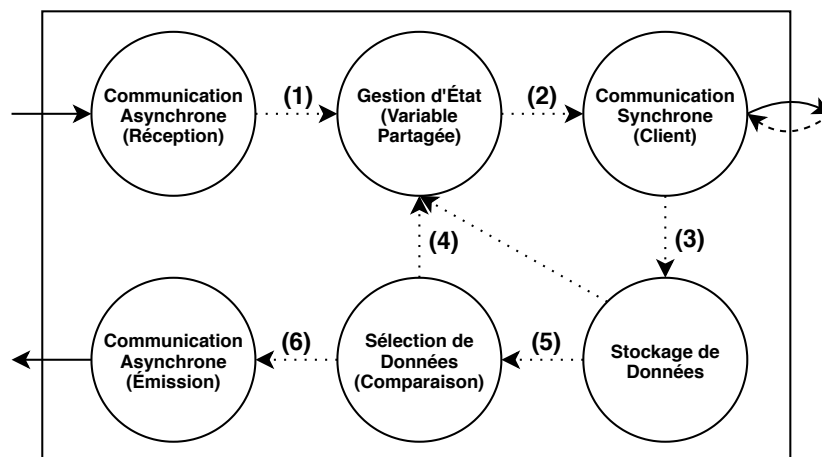 Communication
Asynchrone
(Réception)
(1)
Gestion d'État
(Variable
Partagée)
(2)
Communication
Synchrone
(Client)
(3)
(4)
Communication
Asynchrone
(Émission)
(6)
Sélection de
Données
(Comparaison)
(5)
Stockage de
Données